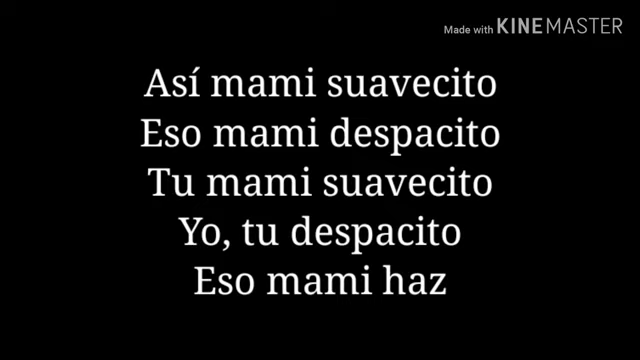 Made with KINEMASTER
Así mami suavecito
Eso mami despacito
Tu mami suavecito
Yo, tu despacito
Eso mami haz